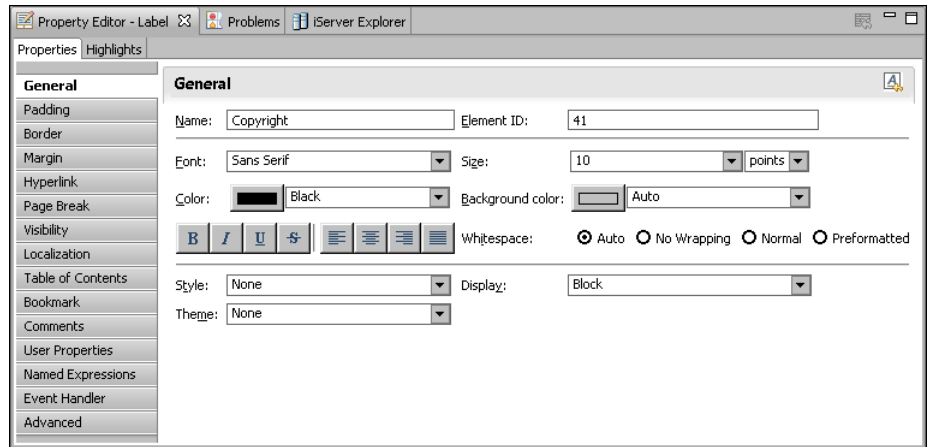 Property Editor - Label Problems iServer Explorer
Properties Highlights
General
Padding
Border
Margin
Hyperlink
Page Break
Visibility
Localization
Table of Contents
Bookmark
Comments
User Properties
Named Expressions
Event Handler
Advanced
General
Name: Copyright Element ID: 41
Font: Sans Serif Size: 10 points
Color: Black Background color: Auto
B I U S Whitespace: Auto No Wrapping Normal Preformatted
Style: None Display: Block
Theme: None